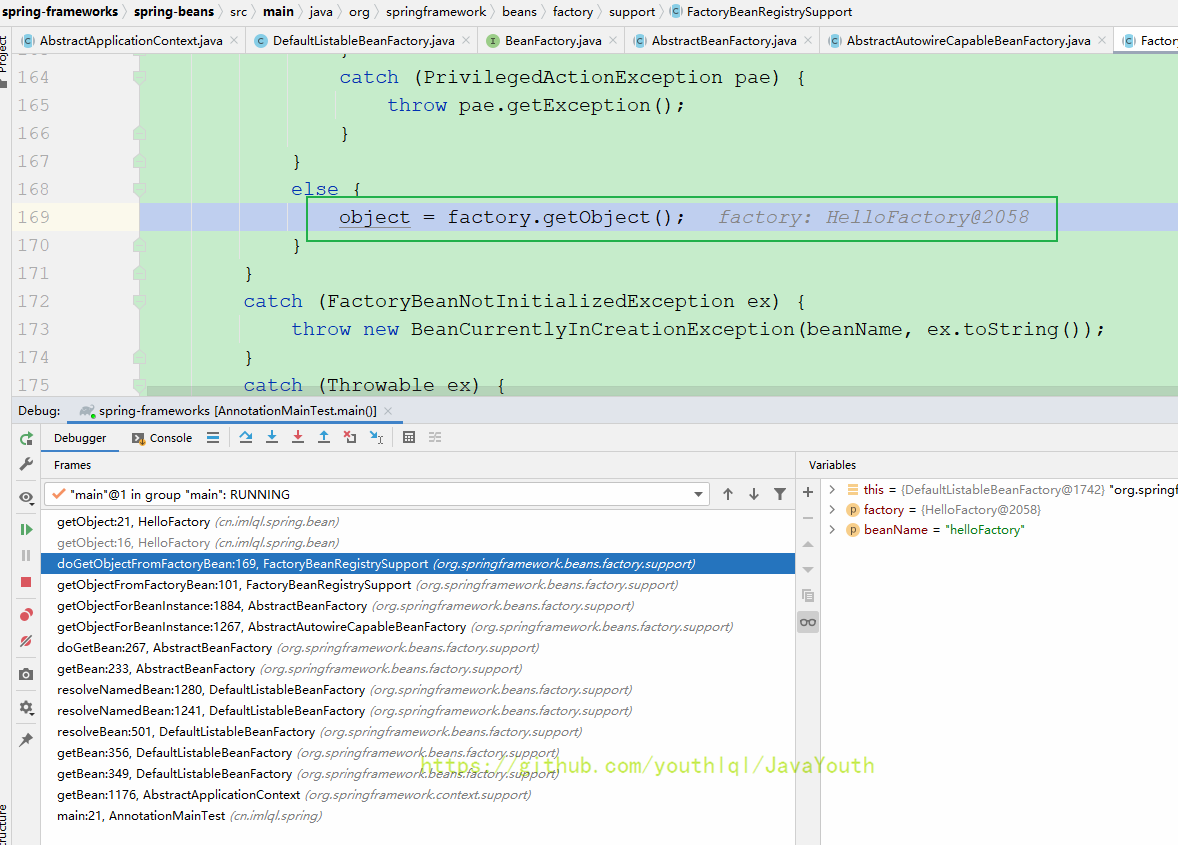 spring-frameworks 〉 spring-beans 〉 src 〉 main 〉 java 〉 org 〉 springframework 〉 beans 〉 factory 〉 support 〉 FactoryBeanRegistrySupport
AbstractApplicationContext.java × DefaultListableBeanFactory.java × BeanFactory.java × AbstractBeanFactory.java × AbstractAutowireCapableBeanFactory.java × Factory
Project
164 catch (PrivilegedActionException pae) {
165 throw pae.getException();
166 }
167 }
168 else {
169 object = factory.getObject(); factory: HelloFactory@2058
170 }
171 }
172 catch (FactoryBeanNotInitializedException ex) {
173 throw new BeanCurrentlyInCreationException(beanName, ex.toString());
174 }
175 catch (Throwable ex) {
Debug: spring-frameworks [AnnotationMainTest.main()] ×
Debugger Console
Frames
"main"@1 in group "main": RUNNING
getObject:21, HelloFactory (cn.imlql.spring.bean)
getObject:16, HelloFactory (cn.imlql.spring.bean)
doGetObjectFromFactoryBean:169, FactoryBeanRegistrySupport (org.springframework.beans.factory.support)
getObjectFromFactoryBean:101, FactoryBeanRegistrySupport (org.springframework.beans.factory.support)
getObjectForBeanInstance:1884, AbstractBeanFactory (org.springframework.beans.factory.support)
getObjectForBeanInstance:1267, AbstractAutowireCapableBeanFactory (org.springframework.beans.factory.support)
doGetBean:267, AbstractBeanFactory (org.springframework.beans.factory.support)
getBean:233, AbstractBeanFactory (org.springframework.beans.factory.support)
resolveNamedBean:1280, DefaultListableBeanFactory (org.springframework.beans.factory.support)
resolveNamedBean:1241, DefaultListableBeanFactory (org.springframework.beans.factory.support)
resolveBean:501, DefaultListableBeanFactory (org.springframework.beans.factory.support)
getBean:356, DefaultListableBeanFactory (org.springframework.beans.factory.support)
getBean:349, DefaultListableBeanFactory (org.springframework.beans.factory.support)
getBean:1176, AbstractApplicationContext (org.springframework.context.support)
main:21, AnnotationMainTest (cn.imlql.spring)
https://github.com/youthlql/JavaYouth
Variables
this = {DefaultListableBeanFactory@1742} "org.springf
factory = {HelloFactory@2058}
beanName = "helloFactory"